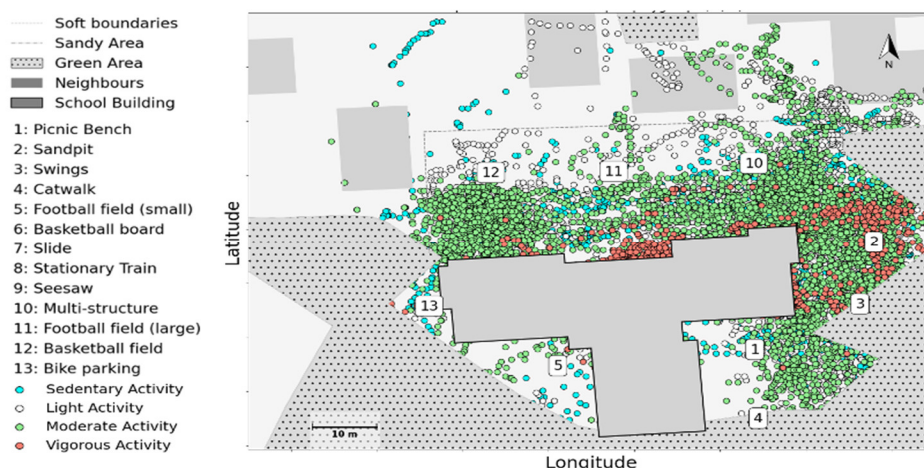 Soft boundaries
Sandy Area
Green Area
Neighbours
School Building
1: Picnic Bench
2: Sandpit
3: Swings
4: Catwalk
5: Football field (small)
6: Basketball board
7: Slide
8: Stationary Train
9: Seesaw
10: Multi-structure
11: Football field (large)
12: Basketball field
13: Bike parking
Sedentary Activity
Light Activity
Moderate Activity
Vigorous Activity
Latitude
N
12
11
10
2
13
3
5
1
4
10 m
Longitude